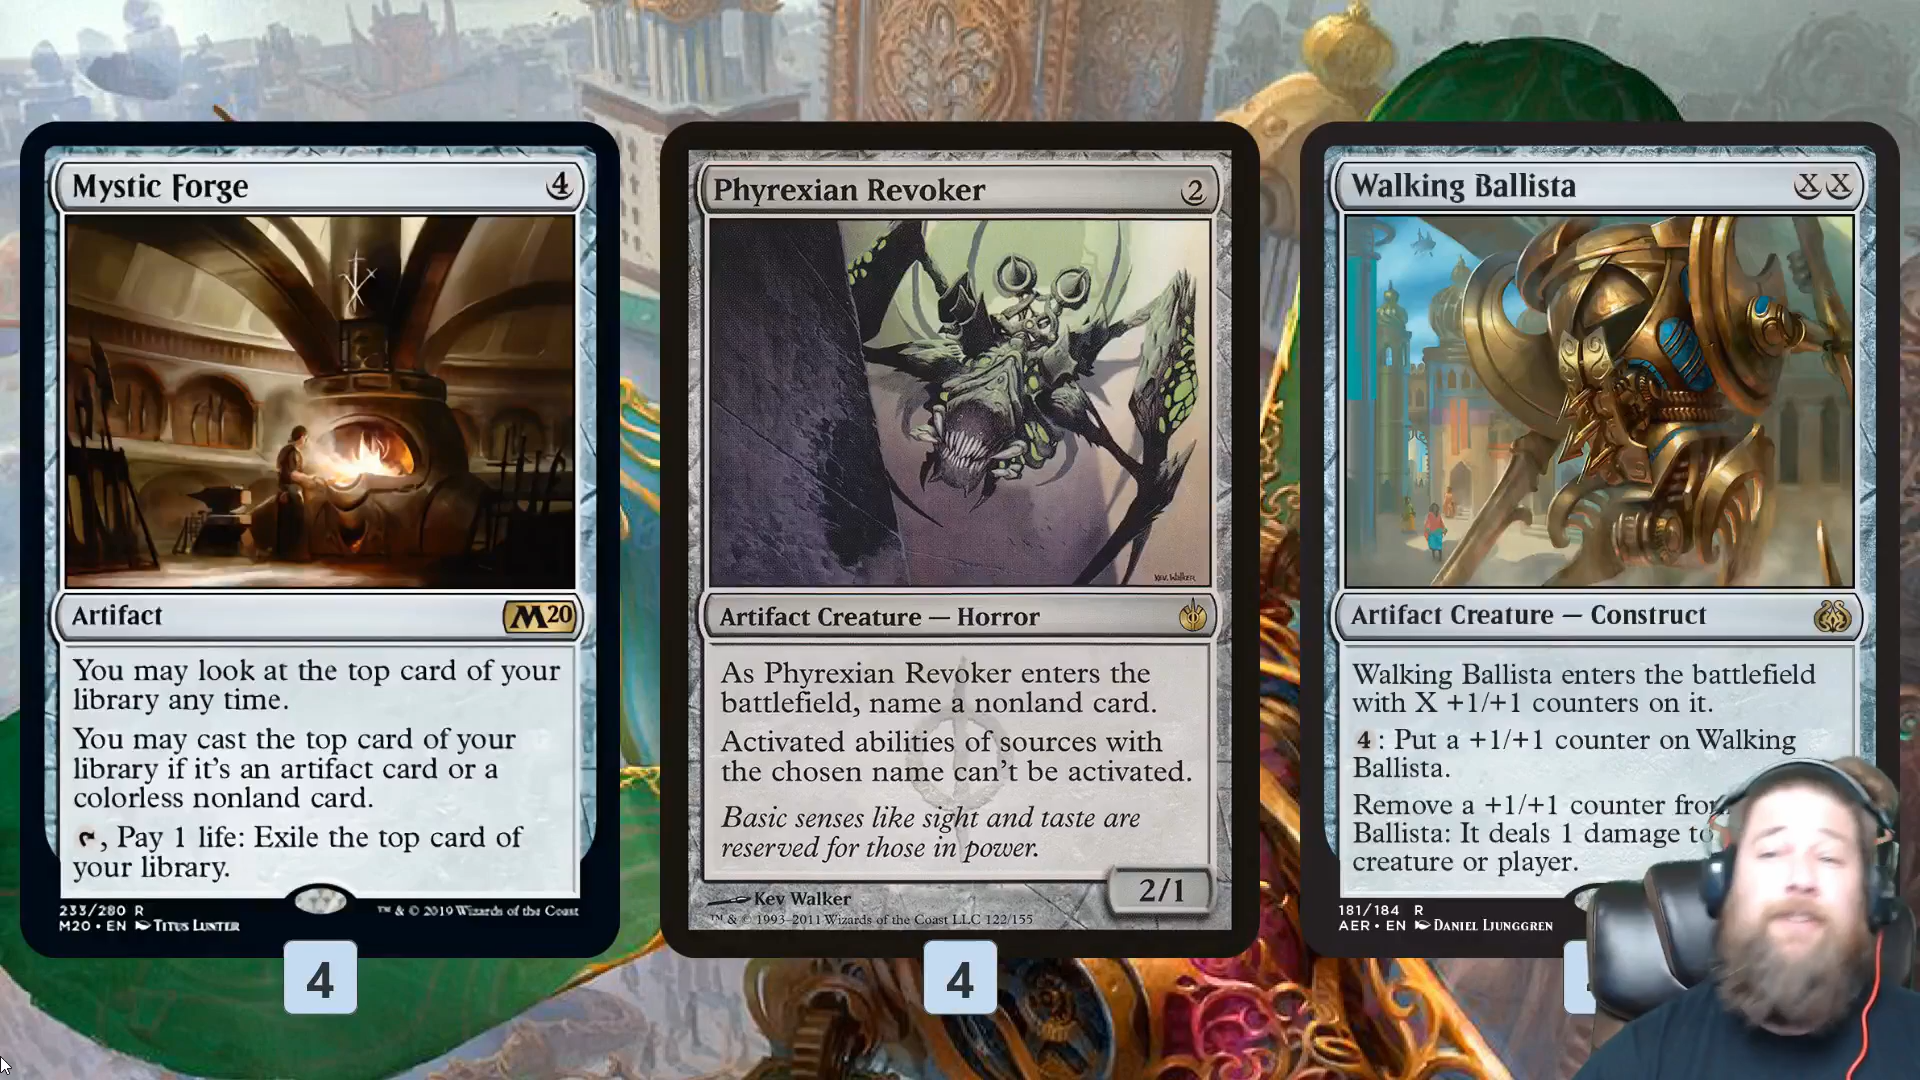 Mystic Forge 4
Artifact M20
You may look at the top card of your
library any time.
You may cast the top card of your
library if it's an artifact card or a
colorless nonland card.
, Pay 1 life: Exile the top card of
your library.
233/280 R
M20 • EN Titus Lunter
™ & © 2019 Wizards of the Coast
4
Phyrexian Revoker 2
Kev. Walker
Artifact Creature — Horror
As Phyrexian Revoker enters the
battlefield, name a nonland card.
Activated abilities of sources with
the chosen name can't be activated.
Basic senses like sight and taste are
reserved for those in power.
2/1
Kev Walker
™ & © 1993–2011 Wizards of the Coast LLC 122/155
4
Walking Ballista X X
Artifact Creature — Construct
Walking Ballista enters the battlefield
with X +1/+1 counters on it.
4: Put a +1/+1 counter on Walking
Ballista.
Remove a +1/+1 counter from
Ballista: It deals 1 damage to
creature or player.
181/184 R
AER • EN Daniel Ljunggren